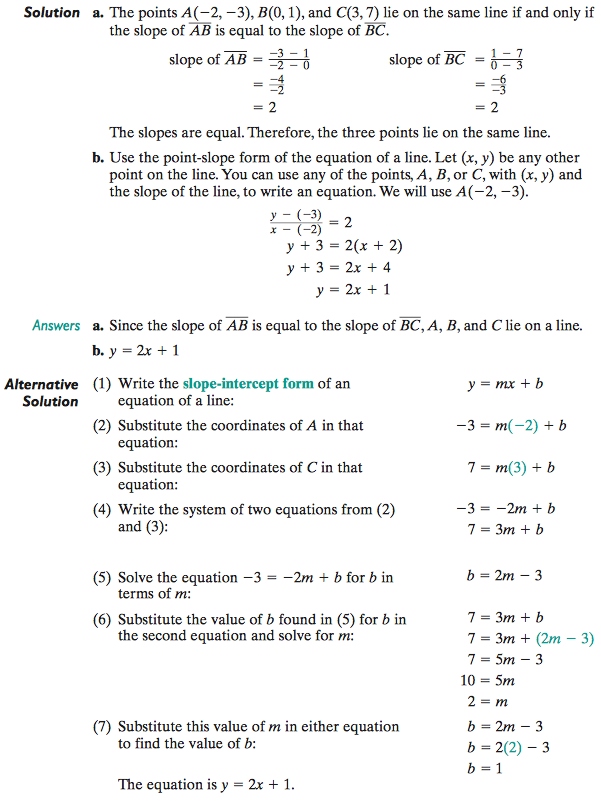 Solution a. The points A(−2, −3), B(0, 1), and C(3, 7) lie on the same line if and only if
the slope of AB is equal to the slope of BC.
slope of AB = (−3 − 1)/(−2 − 0) slope of BC = (1 − 7)/(0 − 3)
= −4/−2 = −6/−3
= 2 = 2
The slopes are equal. Therefore, the three points lie on the same line.
b. Use the point-slope form of the equation of a line. Let (x, y) be any other
point on the line. You can use any of the points, A, B, or C, with (x, y) and
the slope of the line, to write an equation. We will use A(−2, −3).
(y − (−3))/(x − (−2)) = 2
y + 3 = 2(x + 2)
y + 3 = 2x + 4
y = 2x + 1
Answers a. Since the slope of AB is equal to the slope of BC, A, B, and C lie on a line.
b. y = 2x + 1
Alternative (1) Write the slope-intercept form of an y = mx + b
Solution equation of a line:
(2) Substitute the coordinates of A in that −3 = m(−2) + b
equation:
(3) Substitute the coordinates of C in that 7 = m(3) + b
equation:
(4) Write the system of two equations from (2) −3 = −2m + b
and (3): 7 = 3m + b
(5) Solve the equation −3 = −2m + b for b in b = 2m − 3
terms of m:
(6) Substitute the value of b found in (5) for b in 7 = 3m + b
the second equation and solve for m: 7 = 3m + (2m − 3)
7 = 5m − 3
10 = 5m
2 = m
(7) Substitute this value of m in either equation b = 2m − 3
to find the value of b: b = 2(2) − 3
b = 1
The equation is y = 2x + 1.